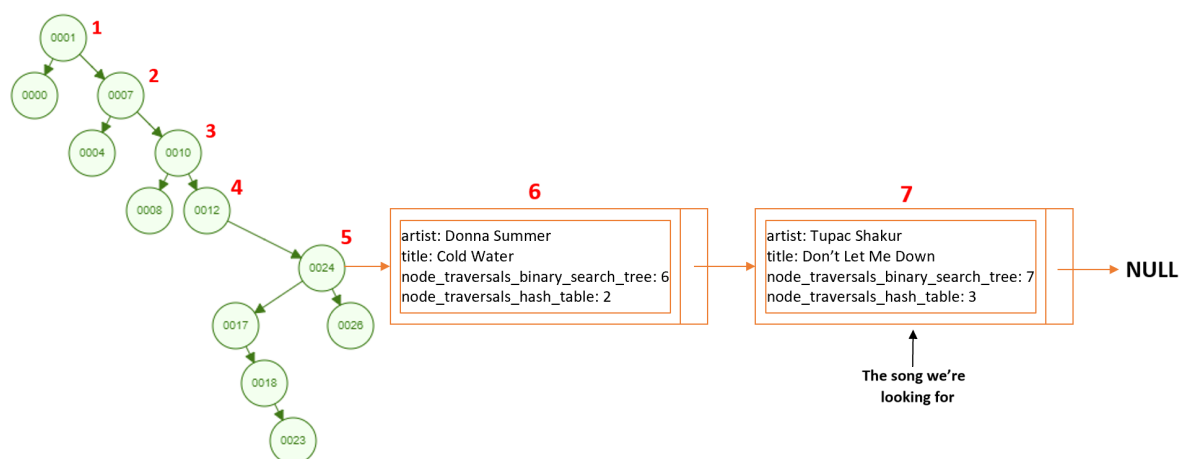 0001
1
0000
0007
2
0004
0010
3
0008
0012
4
0024
5
0017
0026
0018
0023
6
artist: Donna Summer
title: Cold Water
node_traversals_binary_search_tree: 6
node_traversals_hash_table: 2
7
artist: Tupac Shakur
title: Don’t Let Me Down
node_traversals_binary_search_tree: 7
node_traversals_hash_table: 3
NULL
The song we’re
looking for